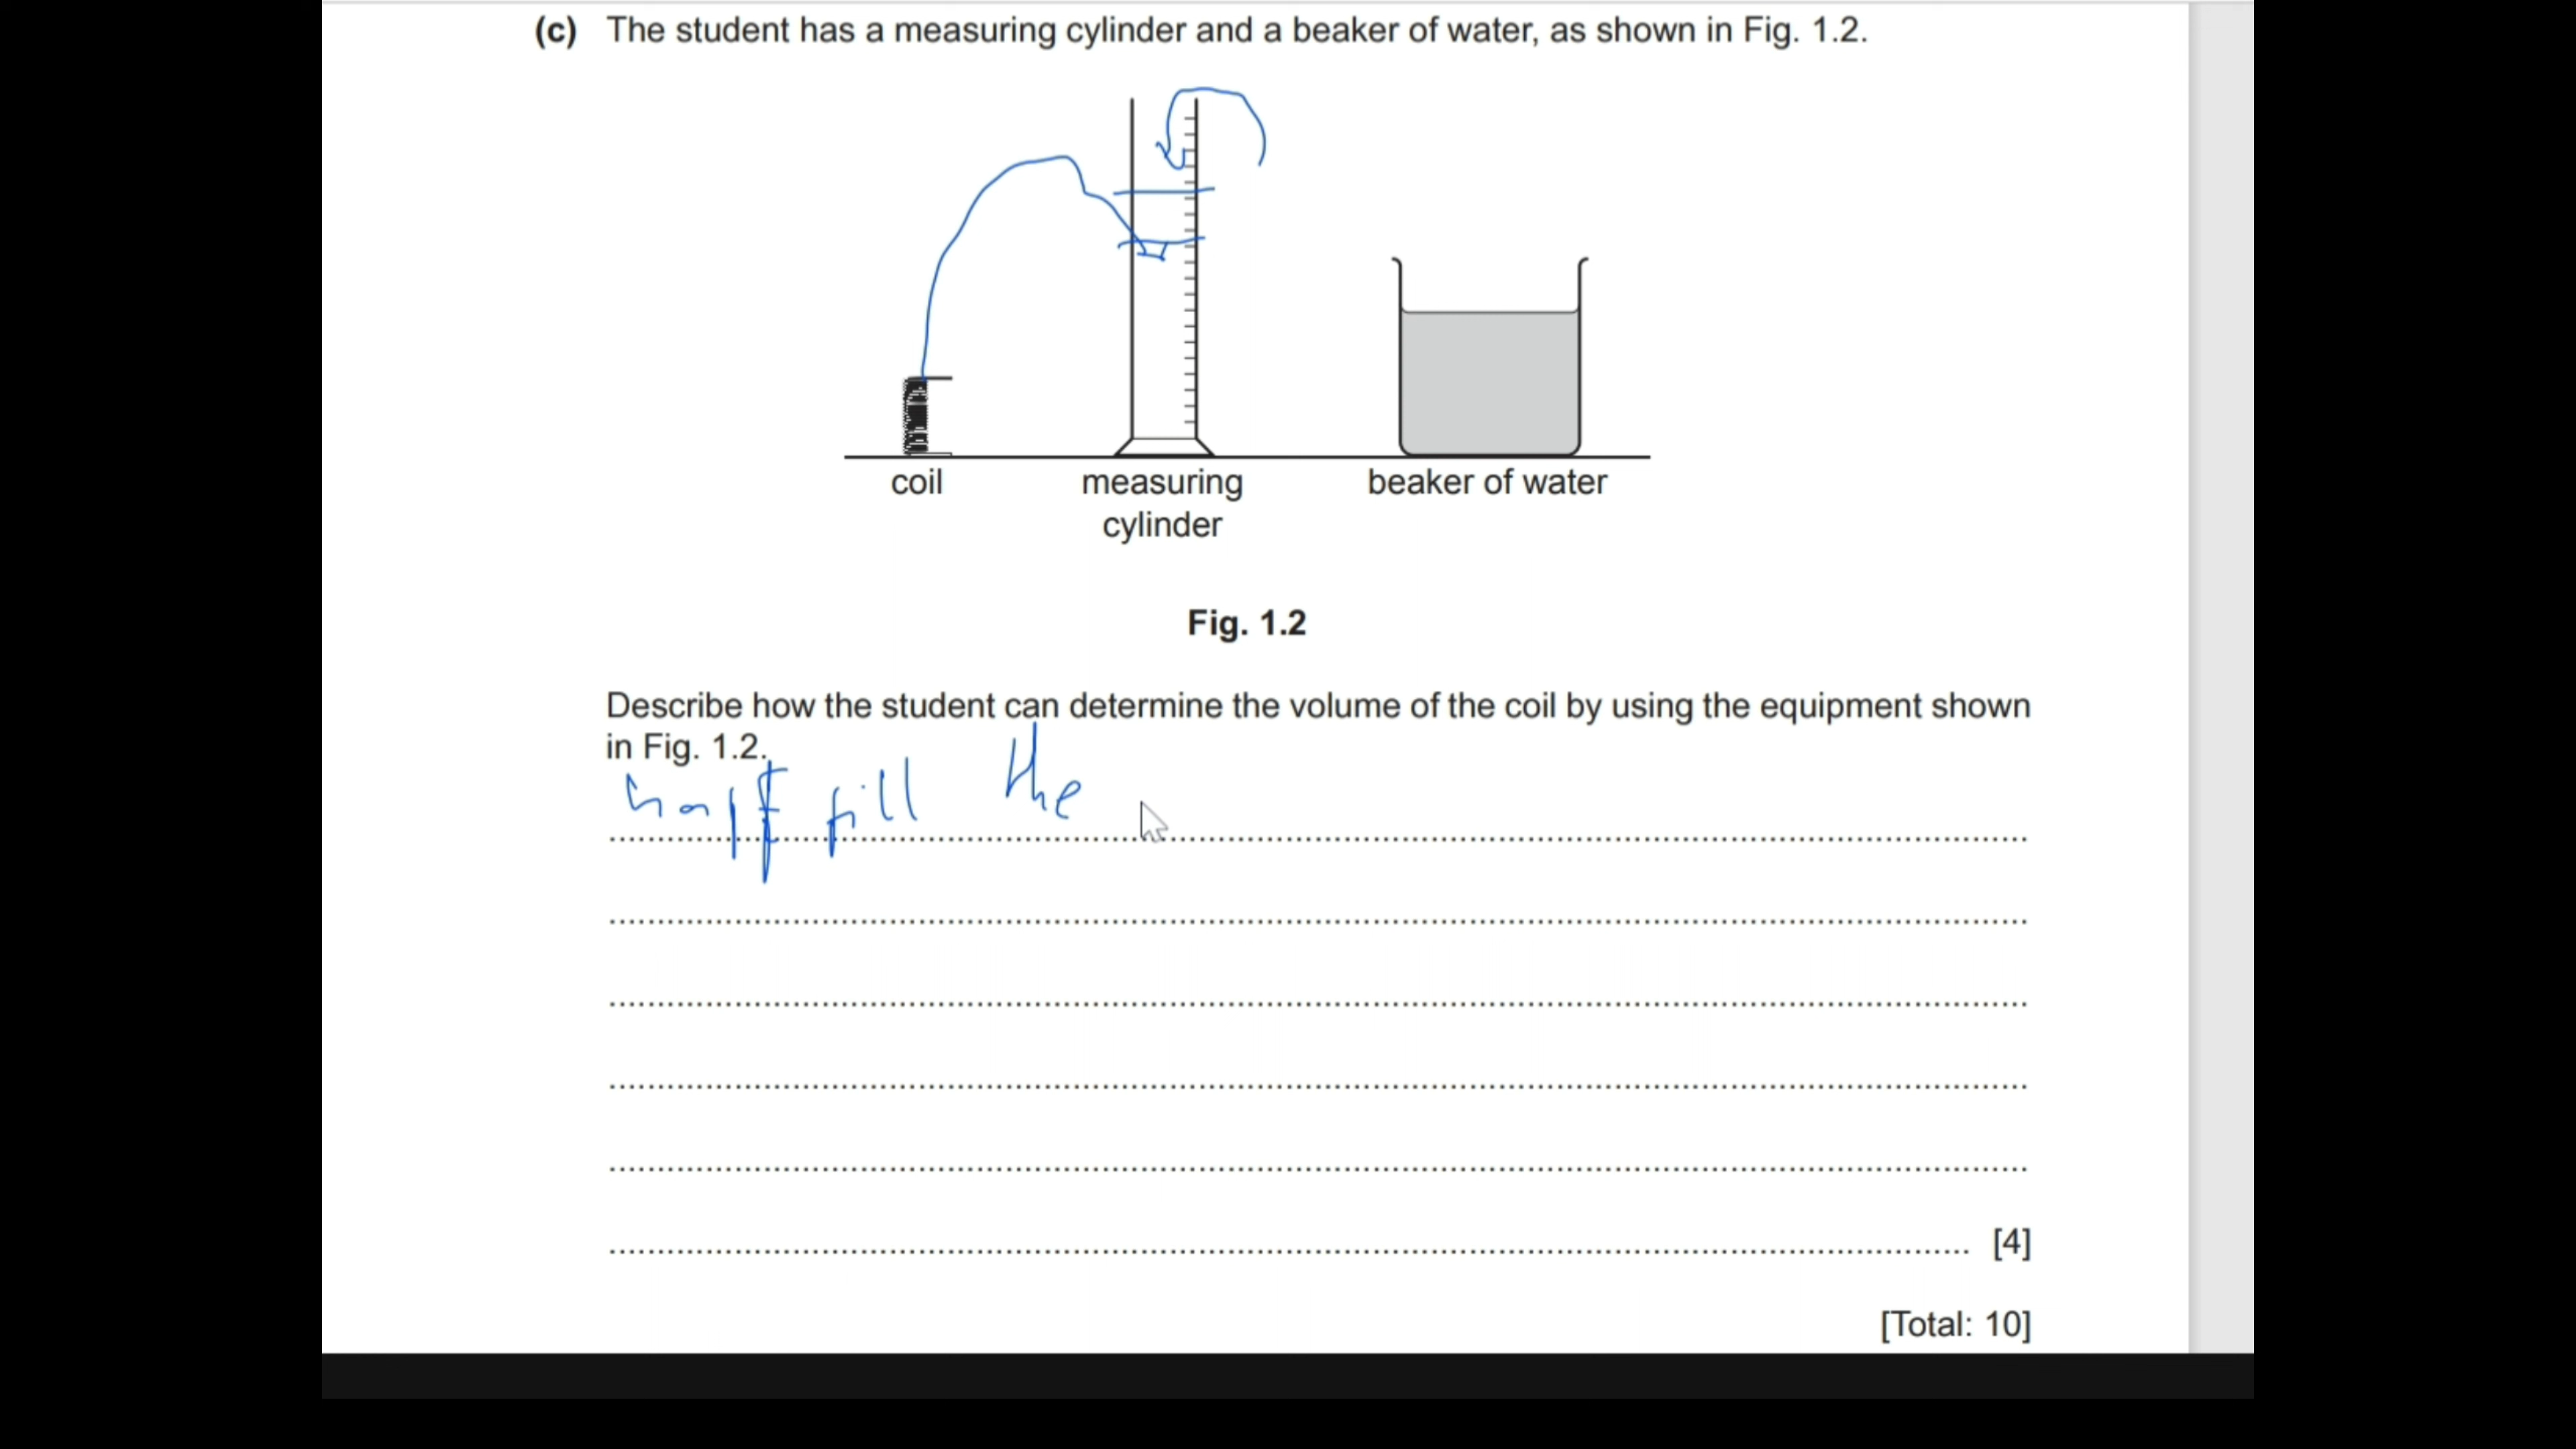 (c) The student has a measuring cylinder and a beaker of water, as shown in Fig. 1.2.
coil
measuring
cylinder
beaker of water
Fig. 1.2
Describe how the student can determine the volume of the coil by using the equipment shown
in Fig. 1.2.
half fill the
[4]
[Total: 10]